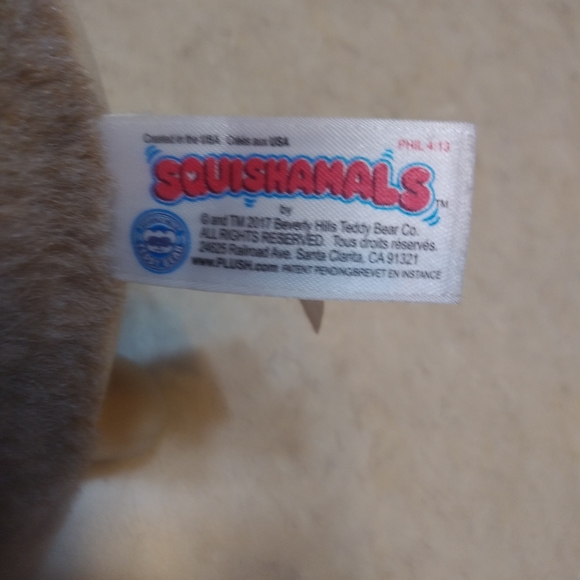 Created in the USA Créés aux USA
PHIL 4:13
SQUISHAMALS™
by
© and TM 2017 Beverly Hills Teddy Bear Co.
ALL RIGHTS RESERVED. Tous droits réservés.
24625 Railroad Ave. Santa Clarita, CA 91321
www.PLUSH.com PATENT PENDING/BREVET EN INSTANCE